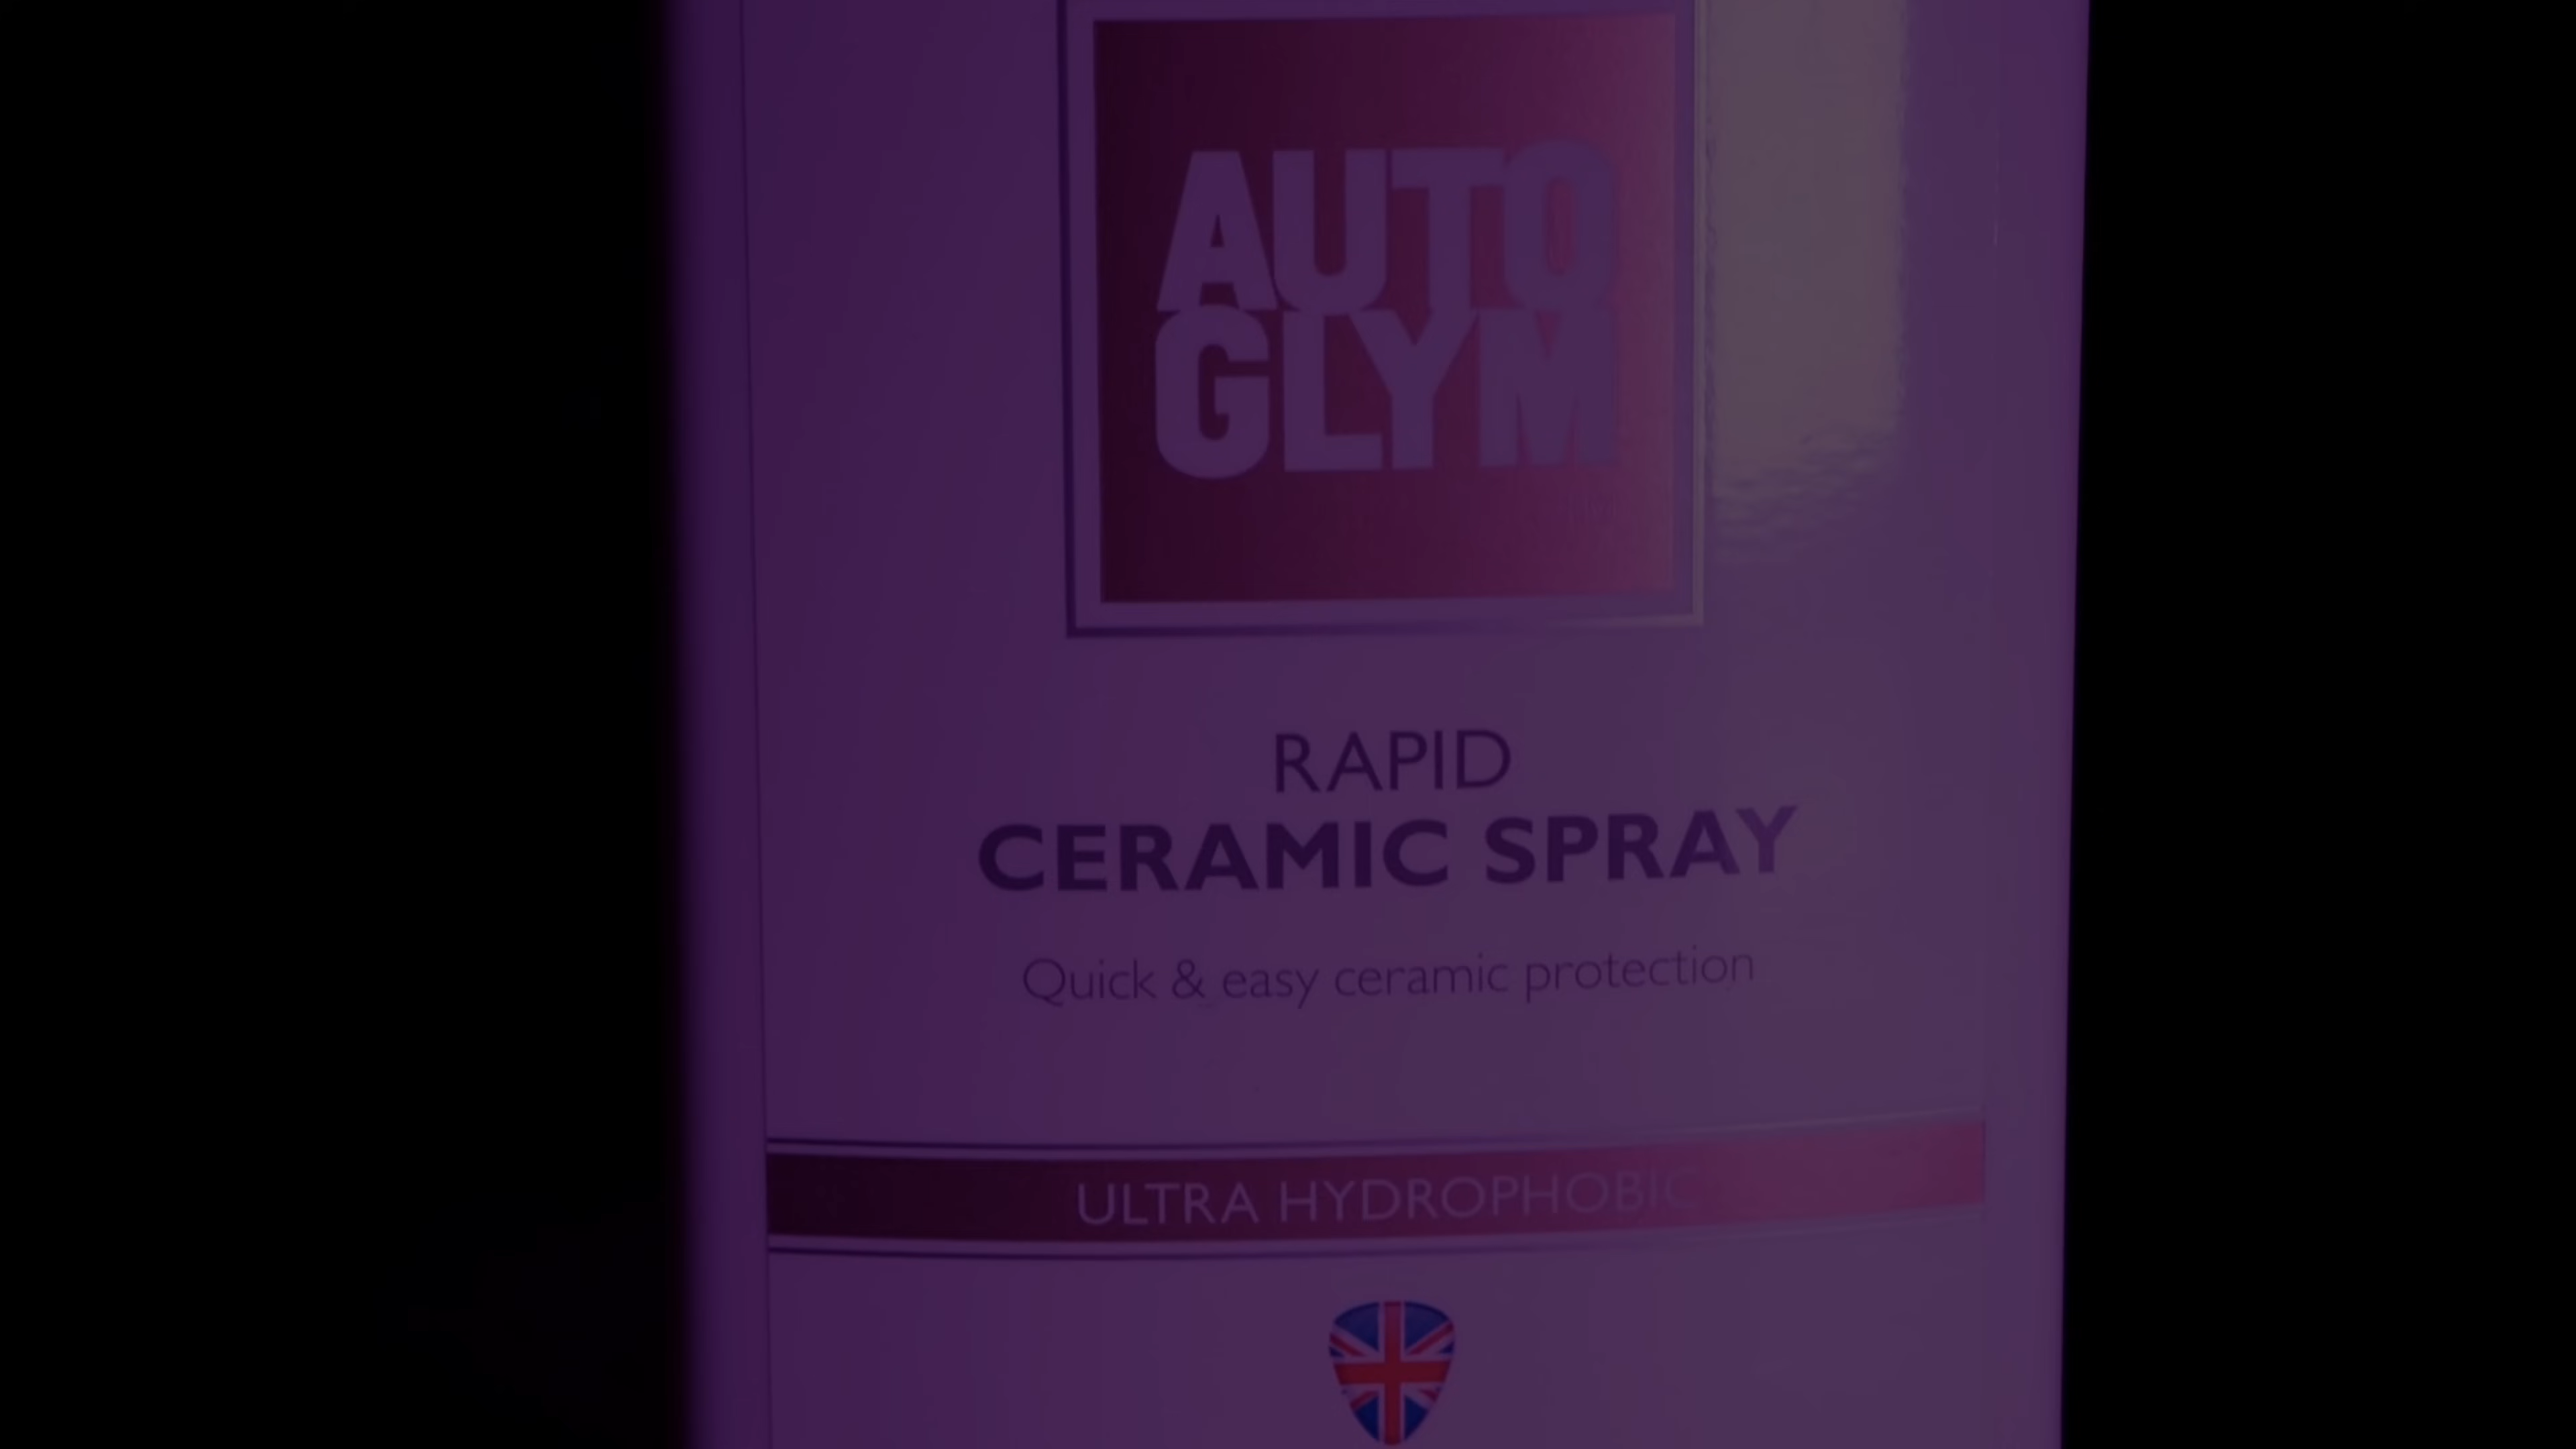 AUTO
GLYM
RAPID
CERAMIC SPRAY
Quick & easy ceramic protection
ULTRA HYDROPHOBIC